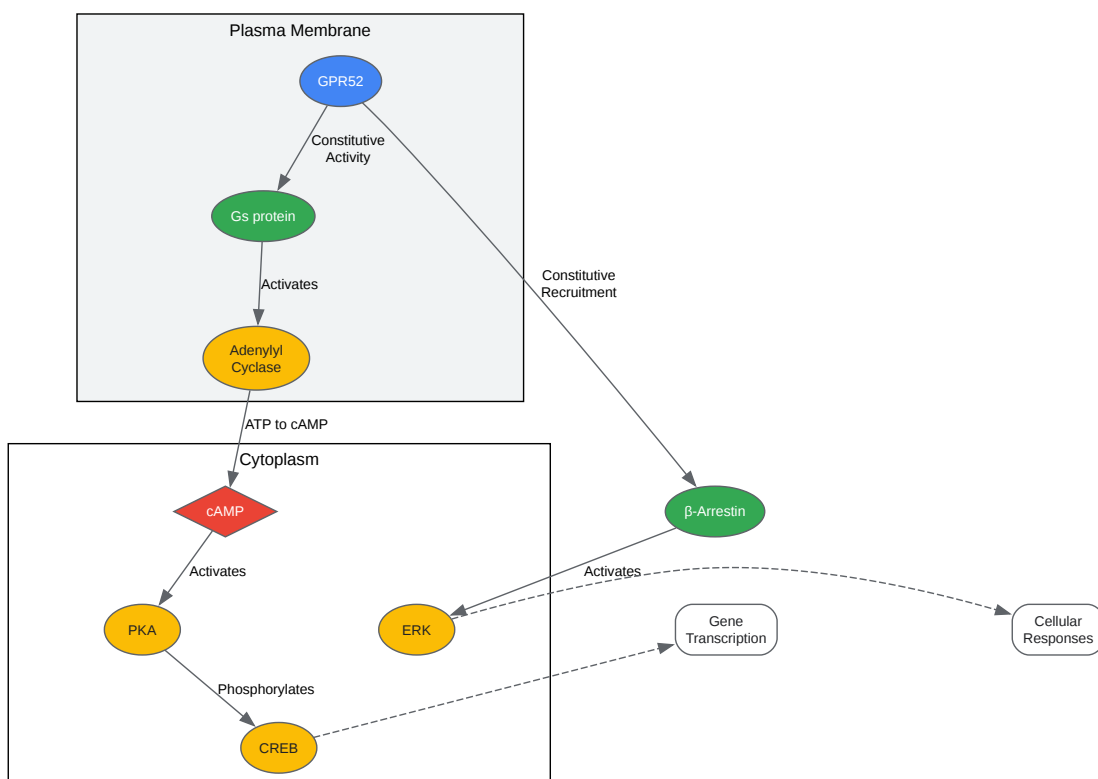 Plasma Membrane
GPR52
Constitutive
Activity
Gs protein
Constitutive
Recruitment
Activates
Adenylyl
Cyclase
ATP to cAMP
Cytoplasm
cAMP
β-Arrestin
Activates
Activates
PKA
ERK
Gene
Transcription
Cellular
Responses
Phosphorylates
CREB